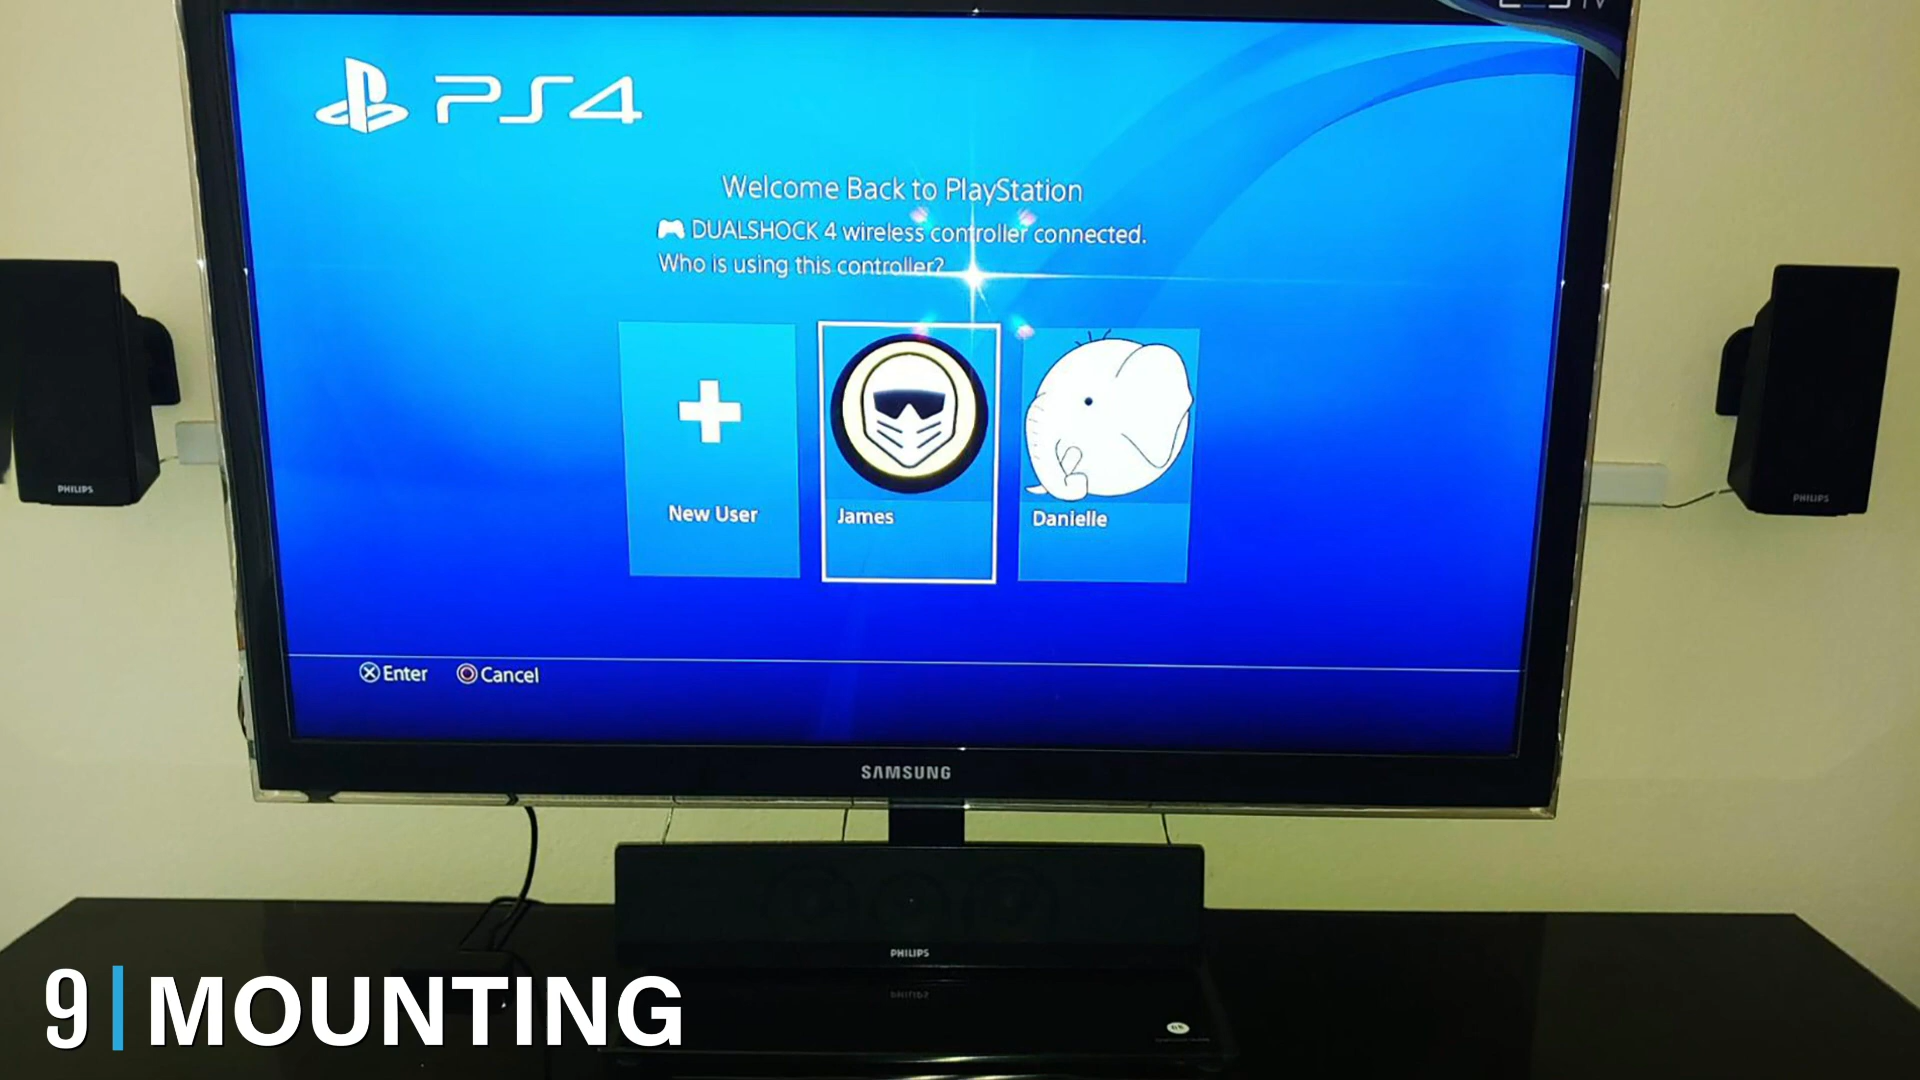 PS4
Welcome Back to PlayStation
DUALSHOCK 4 wireless controller connected.
Who is using this controller?
New User
James
Danielle
Enter
Cancel
SAMSUNG
PHILIPS
PHILIPS
PHILIPS
9 | MOUNTING